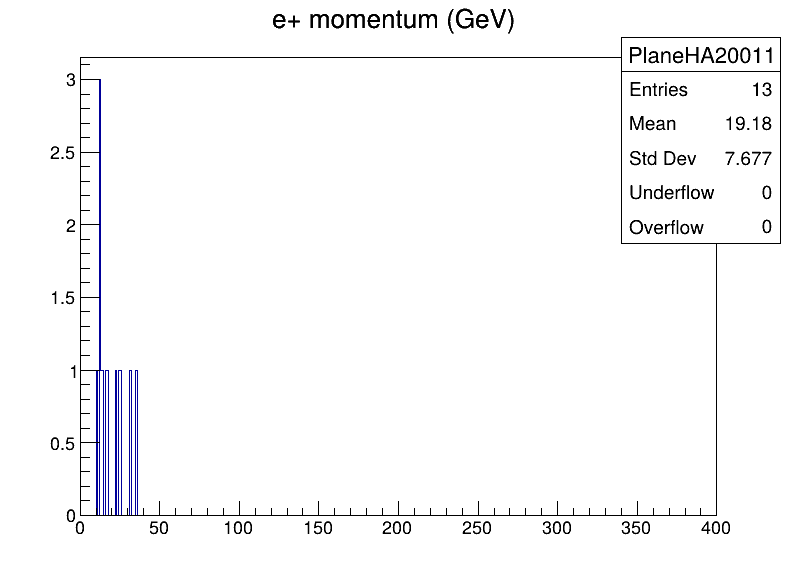 e+ momentum (GeV)
PlaneHA20011
Entries 13
Mean 19.18
Std Dev 7.677
Underflow 0
Overflow 0
3
2.5
2
1.5
1
0.5
0
0 50 100 150 200 250 300 350 400